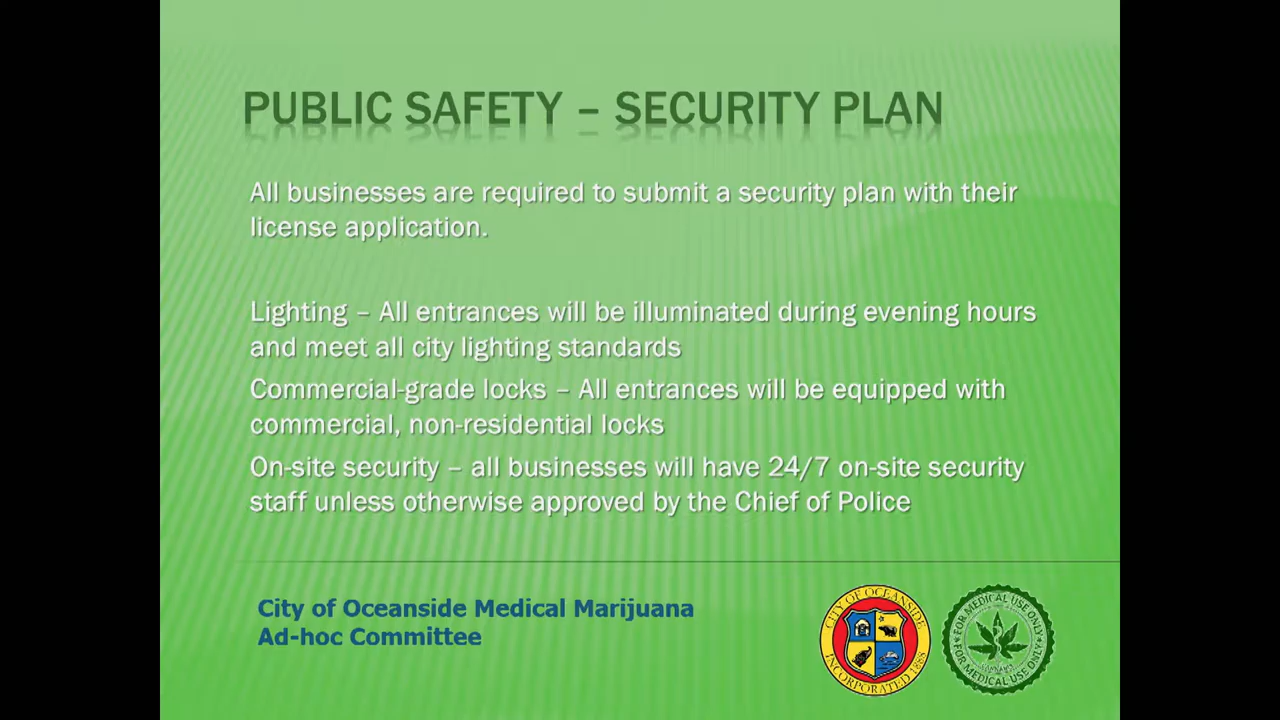 PUBLIC SAFETY – SECURITY PLAN
All businesses are required to submit a security plan with their
license application.
Lighting – All entrances will be illuminated during evening hours
and meet all city lighting standards
Commercial-grade locks – All entrances will be equipped with
commercial, non-residential locks
On-site security – all businesses will have 24/7 on-site security
staff unless otherwise approved by the Chief of Police
City of Oceanside Medical Marijuana
Ad-hoc Committee
CITY OF OCEANSIDE
INCORPORATED 1888
FOR MEDICAL USE ONLY
FOR MEDICAL USE ONLY